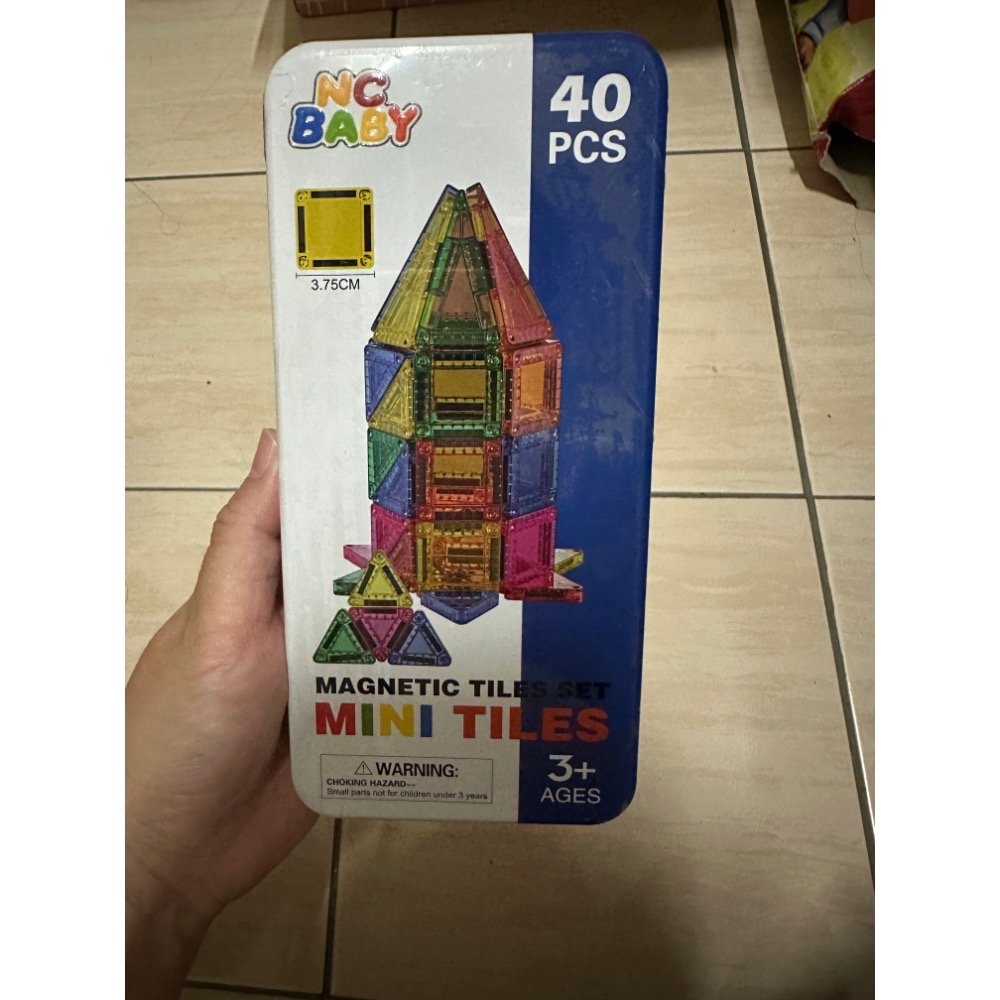 NC
BABY
40
PCS
3.75CM
MAGNETIC TILES SET
MINI TILES
⚠ WARNING:
CHOKING HAZARD—
Small parts not for children under 3 years
3+
AGES